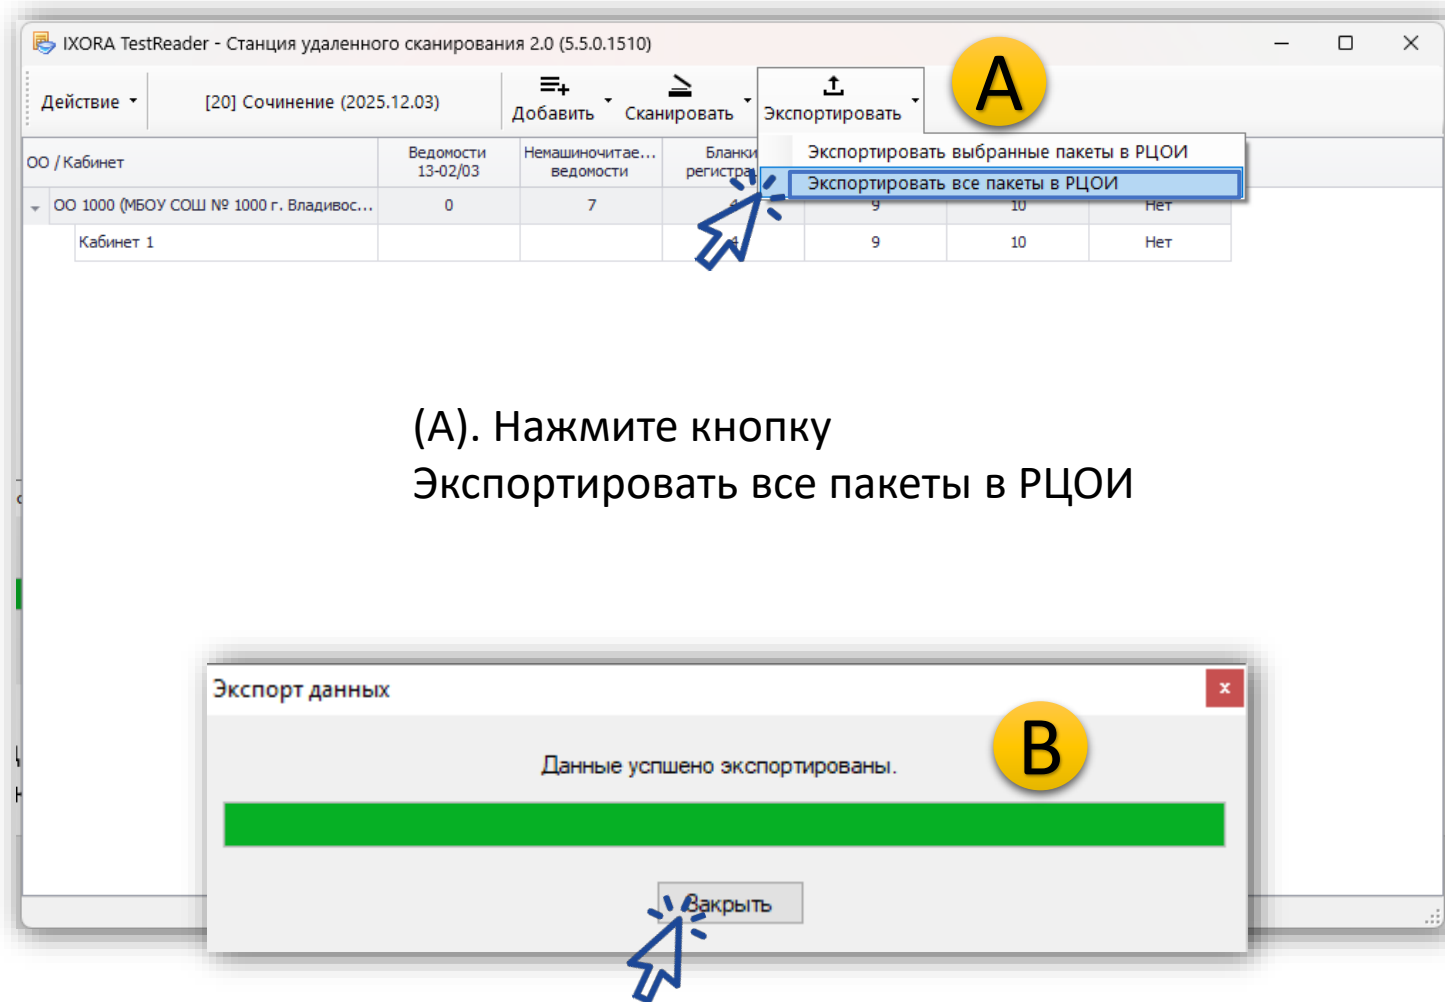 IXORA TestReader - Станция удаленного сканирования 2.0 (5.5.0.1510)
Действие
[20] Сочинение (2025.12.03)
Добавить
Сканировать
Экспортировать
A
Экспортировать выбранные пакеты в РЦОИ
Экспортировать все пакеты в РЦОИ
ОО / Кабинет
Ведомости
13-02/03
Немашиночитае...
ведомости
Бланки
ОО 1000 (МБОУ СОШ № 1000 г. Владивос...
0
7
4
9
10
Нет
Кабинет 1
4
9
10
Нет
(A). Нажмите кнопку
Экспортировать все пакеты в РЦОИ
Экспорт данных
x
B
Данные успшено экспортированы.
Закрыть